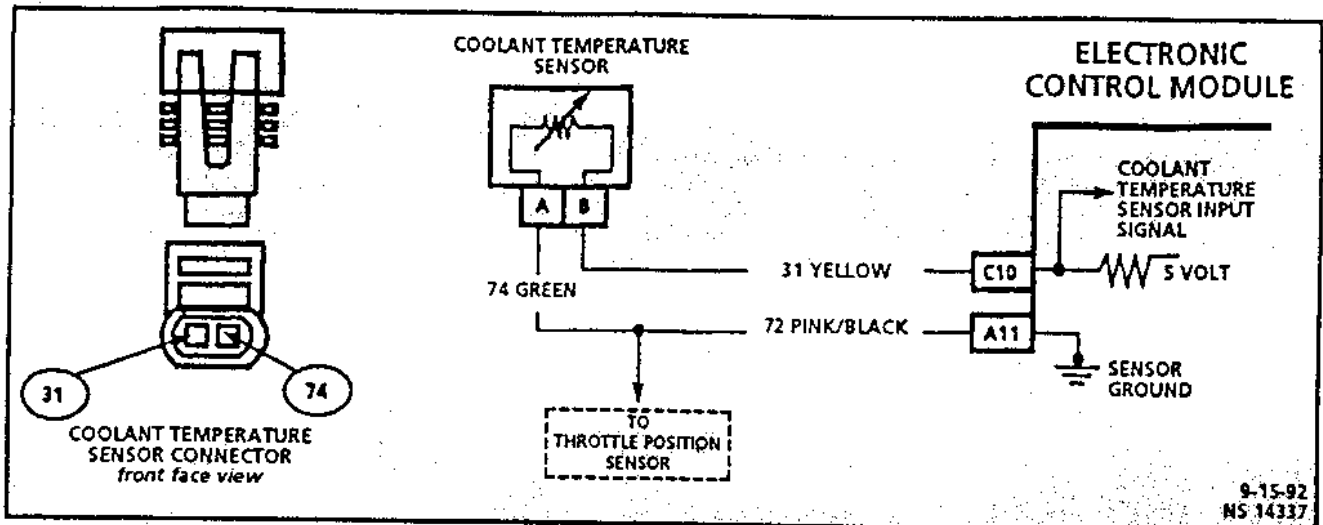 COOLANT TEMPERATURE
SENSOR
A
B
74 GREEN
31 YELLOW
72 PINK/BLACK
TO
THROTTLE POSITION
SENSOR
ELECTRONIC
CONTROL MODULE
C10
A11
COOLANT
TEMPERATURE
SENSOR INPUT
SIGNAL
5 VOLT
SENSOR
GROUND
31
74
COOLANT TEMPERATURE
SENSOR CONNECTOR
front face view
9-15-92
NS 14337